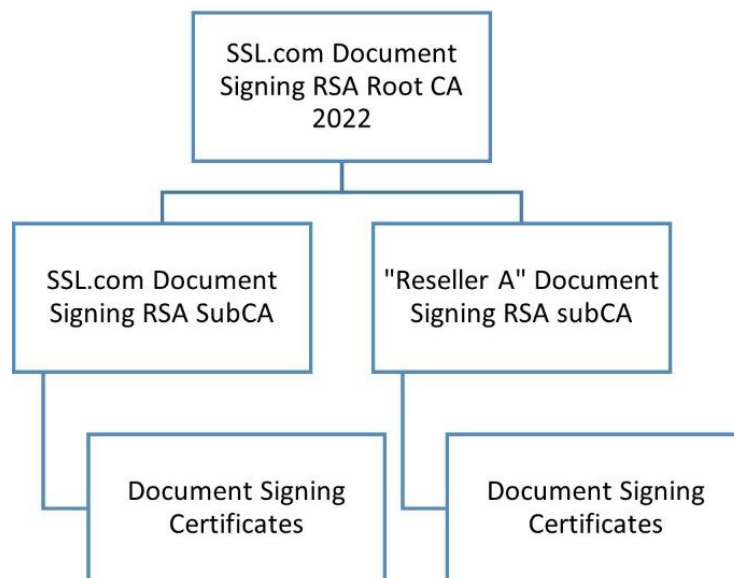 SSL.com Document
Signing RSA Root CA
2022
SSL.com Document
Signing RSA SubCA
"Reseller A" Document
Signing RSA subCA
Document Signing
Certificates
Document Signing
Certificates